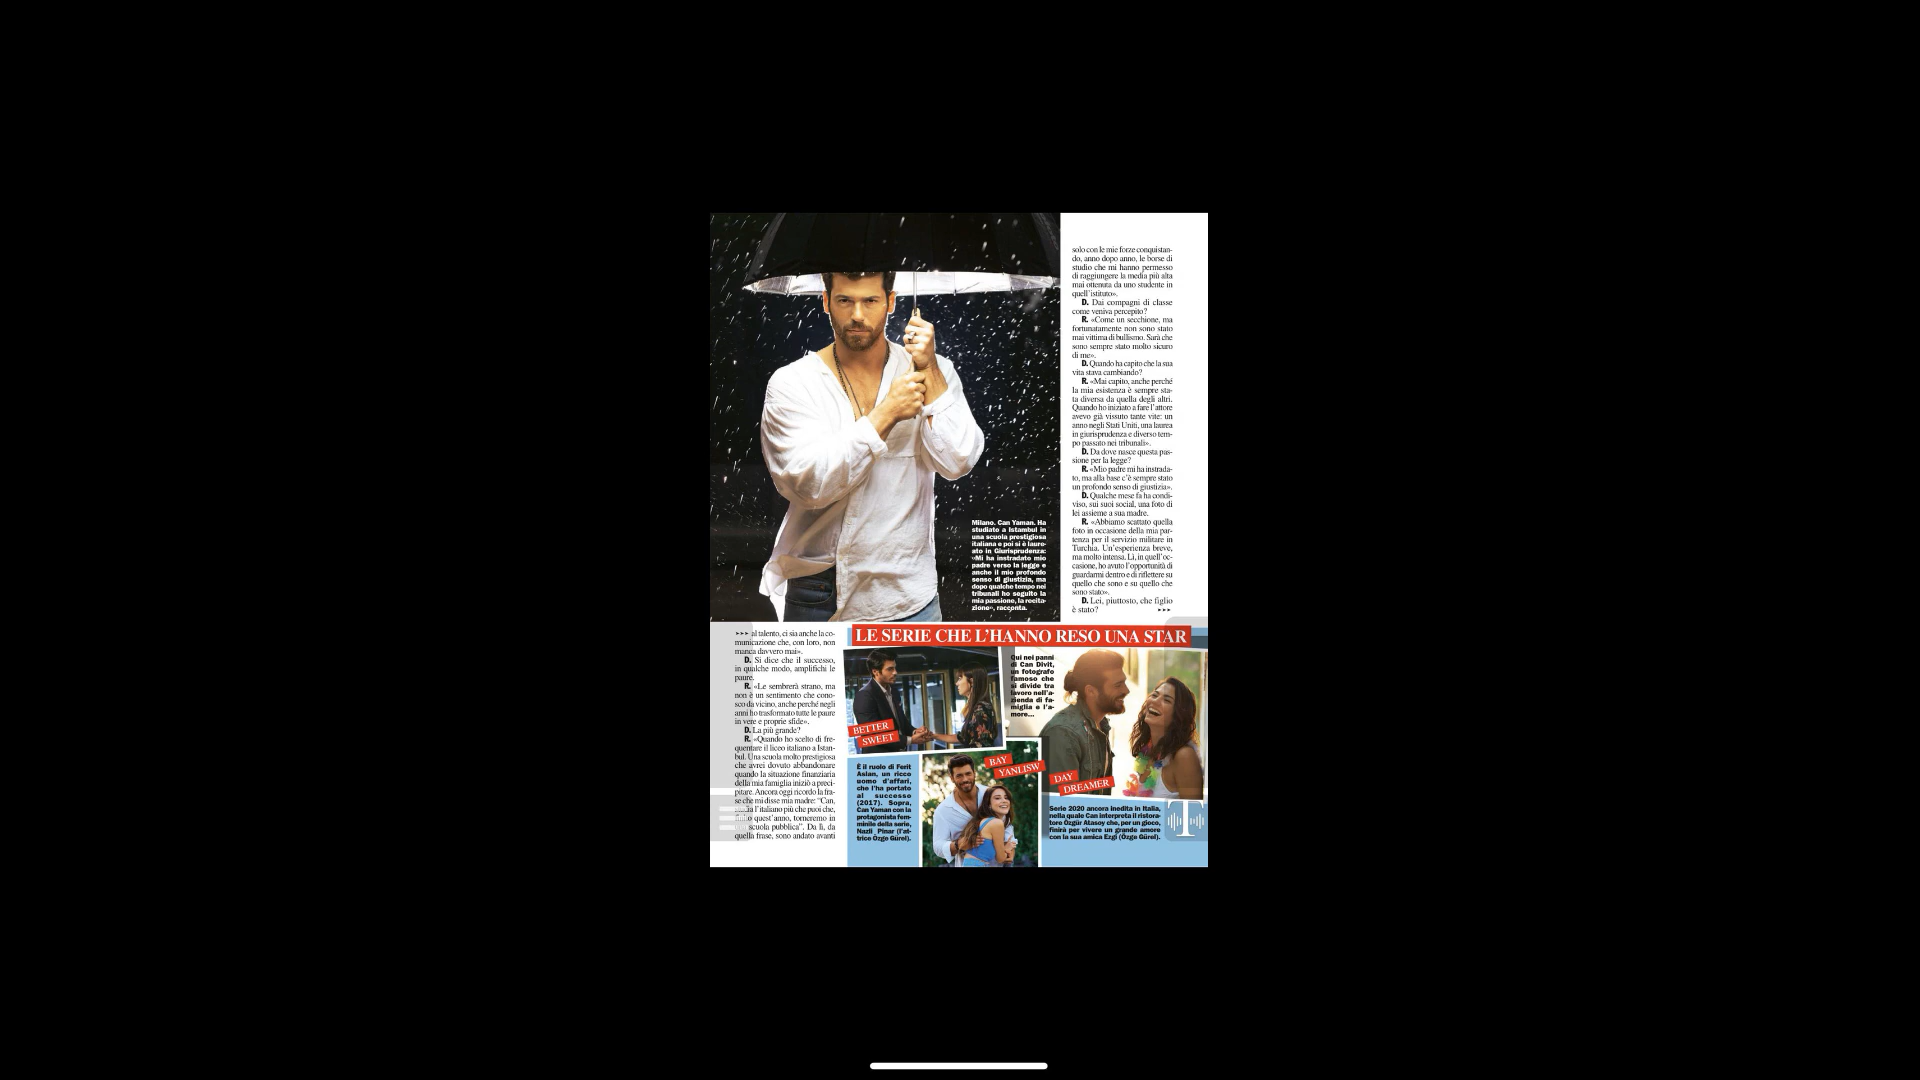 solo con le mie forze conquistan-
do, anno dopo anno, le borse di
studio che mi hanno permesso
di raggiungere la media più alta
mai ottenuta da uno studente in
quell'istituto».
D. Dai compagni di classe
come veniva percepito?
R. «Come un secchione, ma
fortunatamente non sono stato
mai vittima di bullismo. Sarà che
sono sempre stato molto sicuro
di me».
D. Quando ha capito che la sua
vita stava cambiando?
R. «Mai capito, anche perché
la mia esistenza è sempre sta-
ta diversa da quella degli altri.
Quando ho iniziato a fare l'attore
avevo già vissuto tante vite: un
anno negli Stati Uniti, una laurea
in giurisprudenza e diverso tem-
po passato nei tribunali».
D. Da dove nasce questa pas-
sione per la legge?
R. «Mio padre mi ha instrada-
to, ma alla base c'è sempre stato
un profondo senso di giustizia».
D. Qualche mese fa ha condi-
viso, sui suoi social, una foto di
lei assieme a sua madre.
R. «Abbiamo scattato quella
foto in occasione della mia par-
tenza per il servizio militare in
Turchia. Un'esperienza breve,
ma molto intensa. Lì, in quell'oc-
casione, ho avuto l'opportunità di
guardarmi dentro e di riflettere su
quello che sono e su quello che
sono stato».
D. Lei, piuttosto, che figlio
è stato? ►►►
Milano. Can Yaman. Ha
studiato a Istanbul in
una scuola prestigiosa
italiana e poi si è laure-
ato in Giurisprudenza:
«Mi ha instradato mio
padre verso la legge e
anche il mio profondo
senso di giustizia, ma
dopo qualche tempo nei
tribunali ho seguito la
mia passione, la recita-
zione», racconta.
►►► al talento, ci sia anche la co-
municazione che, con loro, non
manca davvero mai».
D. Si dice che il successo,
in qualche modo, amplifichi le
paure.
R. «Le sembrerà strano, ma
non è un sentimento che cono-
sco da vicino, anche perché negli
anni ho trasformato tutte le paure
in vere e proprie sfide».
D. La più grande?
R. «Quando ho scelto di fre-
quentare il liceo italiano a Istan-
bul. Una scuola molto prestigiosa
che avrei dovuto abbandonare
quando la situazione finanziaria
della mia famiglia iniziò a preci-
pitare. Ancora oggi ricordo la fra-
se che mi disse mia madre: “Can,
studia l'italiano più che puoi che,
quest'anno, torneremo in
scuola pubblica”. Da lì, da
quella frase, sono andato avanti
LE SERIE CHE L'HANNO RESO UNA STAR
BETTER
SWEET
Qui nei panni
di Can Divit,
un fotografo
famoso che
si divide tra
lavoro nell'a-
zienda di fa-
miglia e l'a-
more...
DAY
DREAMER
È il ruolo di Ferit
Aslan, un ricco
uomo d'affari,
che l'ha portato
al successo
(2017). Sopra,
Can Yaman con la
protagonista fem-
minile della serie,
Nazli Pinar (l'at-
trice Özge Gürel).
BAY
YANLISW
Serie 2020 ancora inedita in Italia,
nella quale Can interpreta il ristora-
tore Özgür Atasoy che, per un gioco,
finirà per vivere un grande amore
con la sua amica Ezgi (Özge Gürel).
T